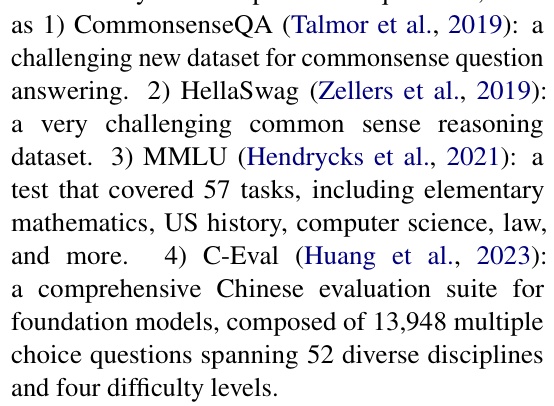 as 1) CommonsenseQA (Talmor et al., 2019): a
challenging new dataset for commonsense question
answering. 2) HellaSwag (Zellers et al., 2019):
a very challenging common sense reasoning
dataset. 3) MMLU (Hendrycks et al., 2021): a
test that covered 57 tasks, including elementary
mathematics, US history, computer science, law,
and more. 4) C-Eval (Huang et al., 2023):
a comprehensive Chinese evaluation suite for
foundation models, composed of 13,948 multiple
choice questions spanning 52 diverse disciplines
and four difficulty levels.